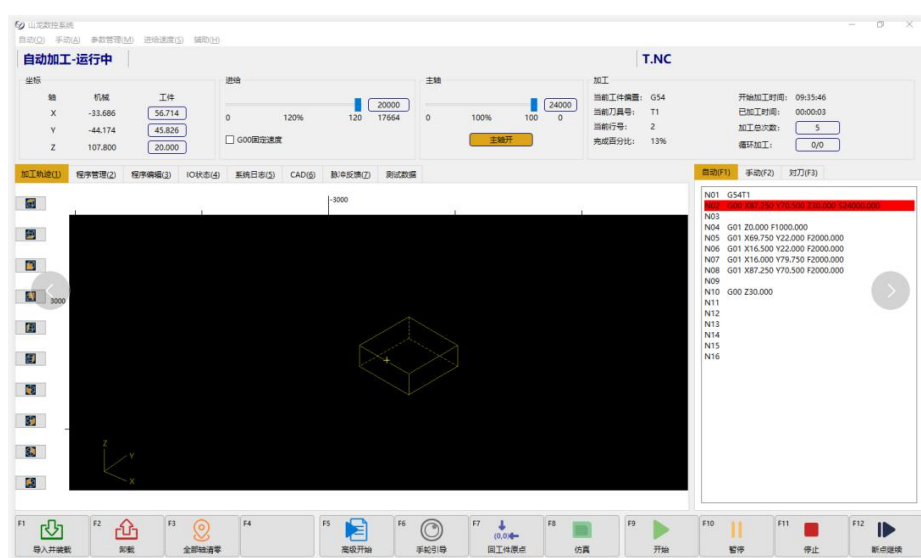 山龙数控系统
自动(O) 手动(A) 参数管理(M) 进给速度(S) 辅助(H)
自动加工-运行中 T.NC
坐标 进给 主轴 加工
轴 机械 工件
X -33.686 56.714
Y -44.174 45.826
Z 107.800 20.000
20000
0 120% 120 17664
G00固定速度
24000
0 100% 100 0
主轴开
当前工件偏置: G54 开始加工时间: 09:35:46
当前刀具号: T1 已加工时间: 00:00:03
当前行号: 2 加工总次数: 5
完成百分比: 13% 循环加工: 0/0
加工轨迹(1) 程序管理(2) 程序编辑(3) IO状态(4) 系统日志(5) CAD(6) 脉冲反馈(7) 测试数据
自动(F1) 手动(F2) 对刀(F3)
-3000
3000
Z
Y
X
N01 G54T1
N02 G00 X87.250 Y70.500 Z30.000 S24000.000
N03
N04 G01 Z0.000 F1000.000
N05 G01 X69.750 Y22.000 F2000.000
N06 G01 X16.500 Y22.000 F2000.000
N07 G01 X16.000 Y79.750 F2000.000
N08 G01 X87.250 Y70.500 F2000.000
N09
N10 G00 Z30.000
N11
N12
N13
N14
N15
N16
F1 导入并装载
F2 卸载
F3 全部轴清零
F4
F5 高级开始
F6 手轮引导
F7 (0,0) 回工件原点
F8 仿真
F9 开始
F10 暂停
F11 停止
F12 断点继续